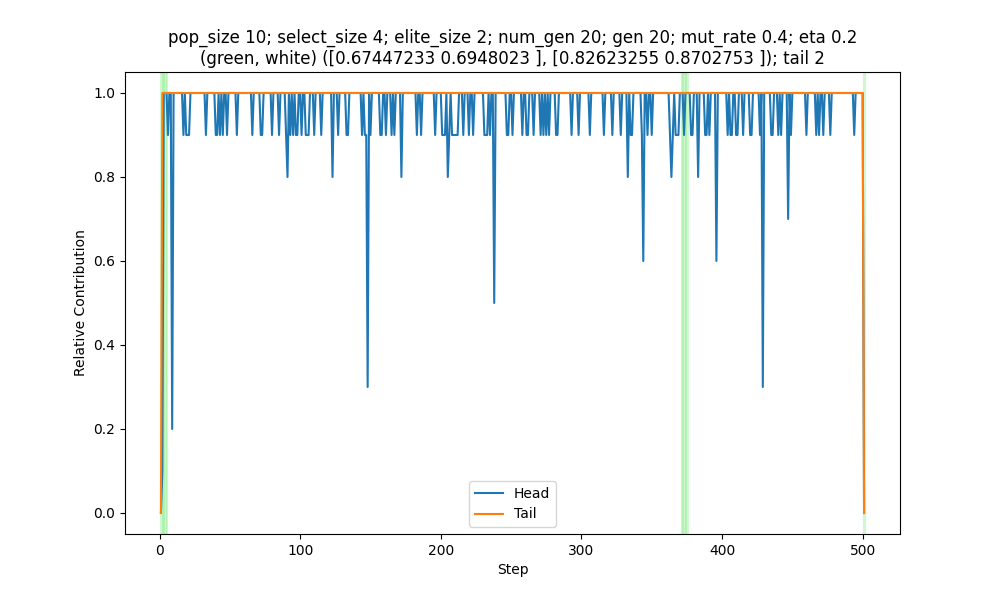 pop_size 10; select_size 4; elite_size 2; num_gen 20; gen 20; mut_rate 0.4; eta 0.2
(green, white) ([0.67447233 0.6948023 ], [0.82623255 0.8702753 ]); tail 2
1.0
0.8
0.6
0.4
0.2
0.0
Relative Contribution
Head
Tail
0
100
200
300
400
500
Step